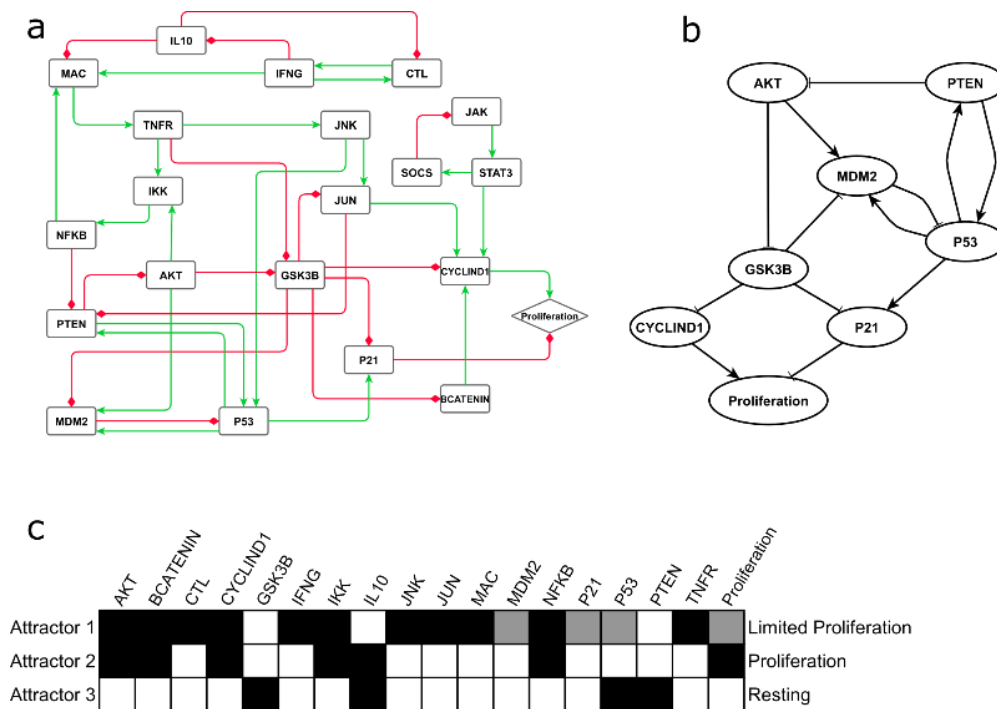 a
IL10
MAC
IFNG
CTL
TNFR
JNK
JAK
SOCS
STAT3
IKK
JUN
NFKB
AKT
GSK3B
CYCLIND1
PTEN
Proliferation
P21
BCATENIN
MDM2
P53
b
AKT
PTEN
MDM2
P53
GSK3B
CYCLIND1
P21
Proliferation
c
AKT
BCATENIN
CTL
CYCLIND1
GSK3B
IFNG
IKK
IL10
JNK
JUN
MAC
MDM2
NFKB
P21
P53
PTEN
TNFR
Proliferation
Attractor 1 Limited Proliferation
Attractor 2 Proliferation
Attractor 3 Resting